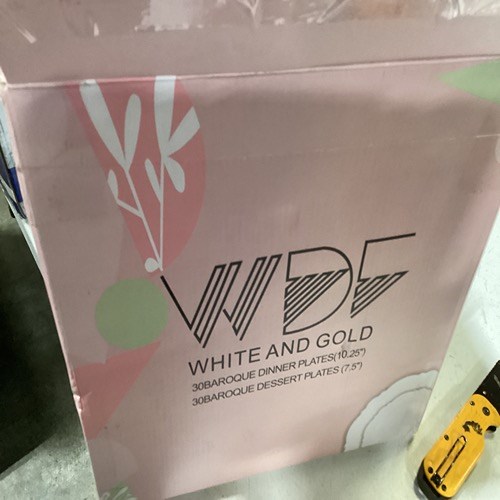 WDF
WHITE AND GOLD
30BAROQUE DINNER PLATES(10.25")
30BAROQUE DESSERT PLATES (7.5")